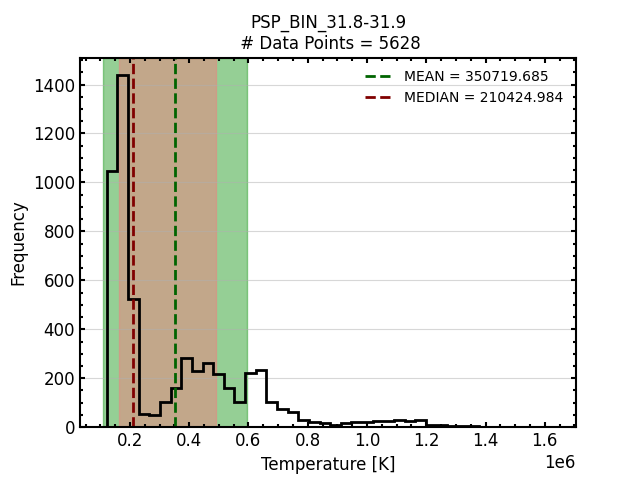 PSP_BIN_31.8-31.9
# Data Points = 5628
MEAN = 350719.685
MEDIAN = 210424.984
1400
1200
1000
800
600
400
200
0
Frequency
0.2 0.4 0.6 0.8 1.0 1.2 1.4 1.6
1e6
Temperature [K]